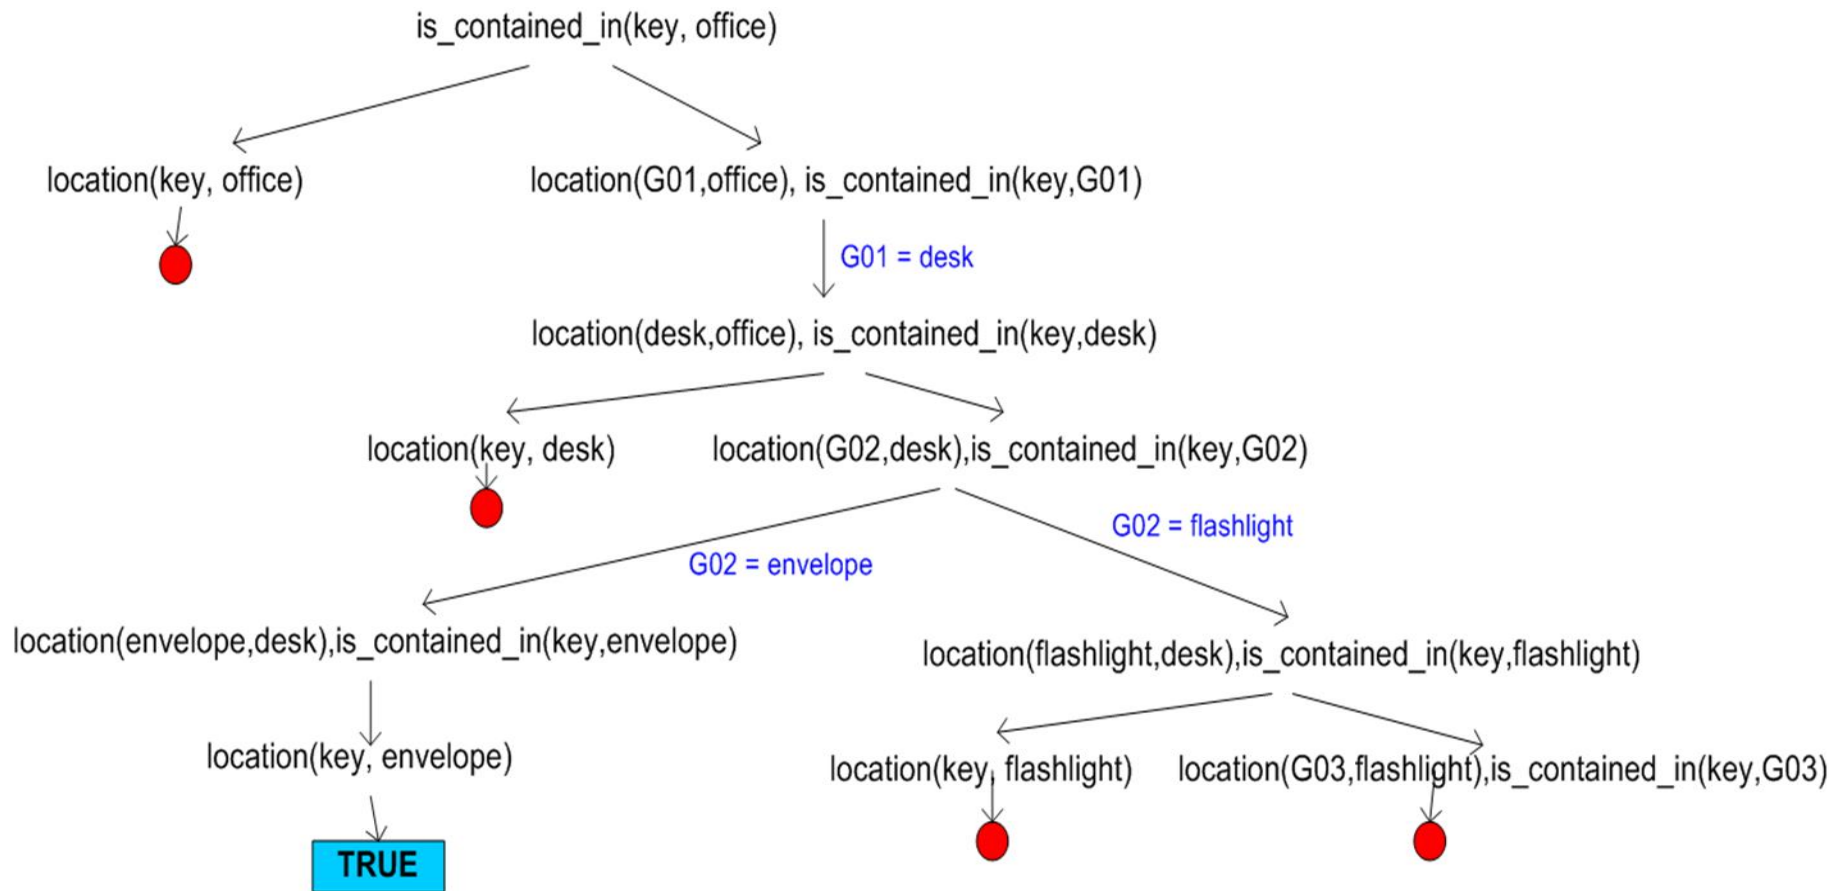 is_contained_in(key, office)
location(key, office)
location(G01,office), is_contained_in(key,G01)
G01 = desk
location(desk,office), is_contained_in(key,desk)
location(key, desk)
location(G02,desk),is_contained_in(key,G02)
G02 = envelope
G02 = flashlight
location(envelope,desk),is_contained_in(key,envelope)
location(flashlight,desk),is_contained_in(key,flashlight)
location(key, envelope)
location(key, flashlight)
location(G03,flashlight),is_contained_in(key,G03)
TRUE